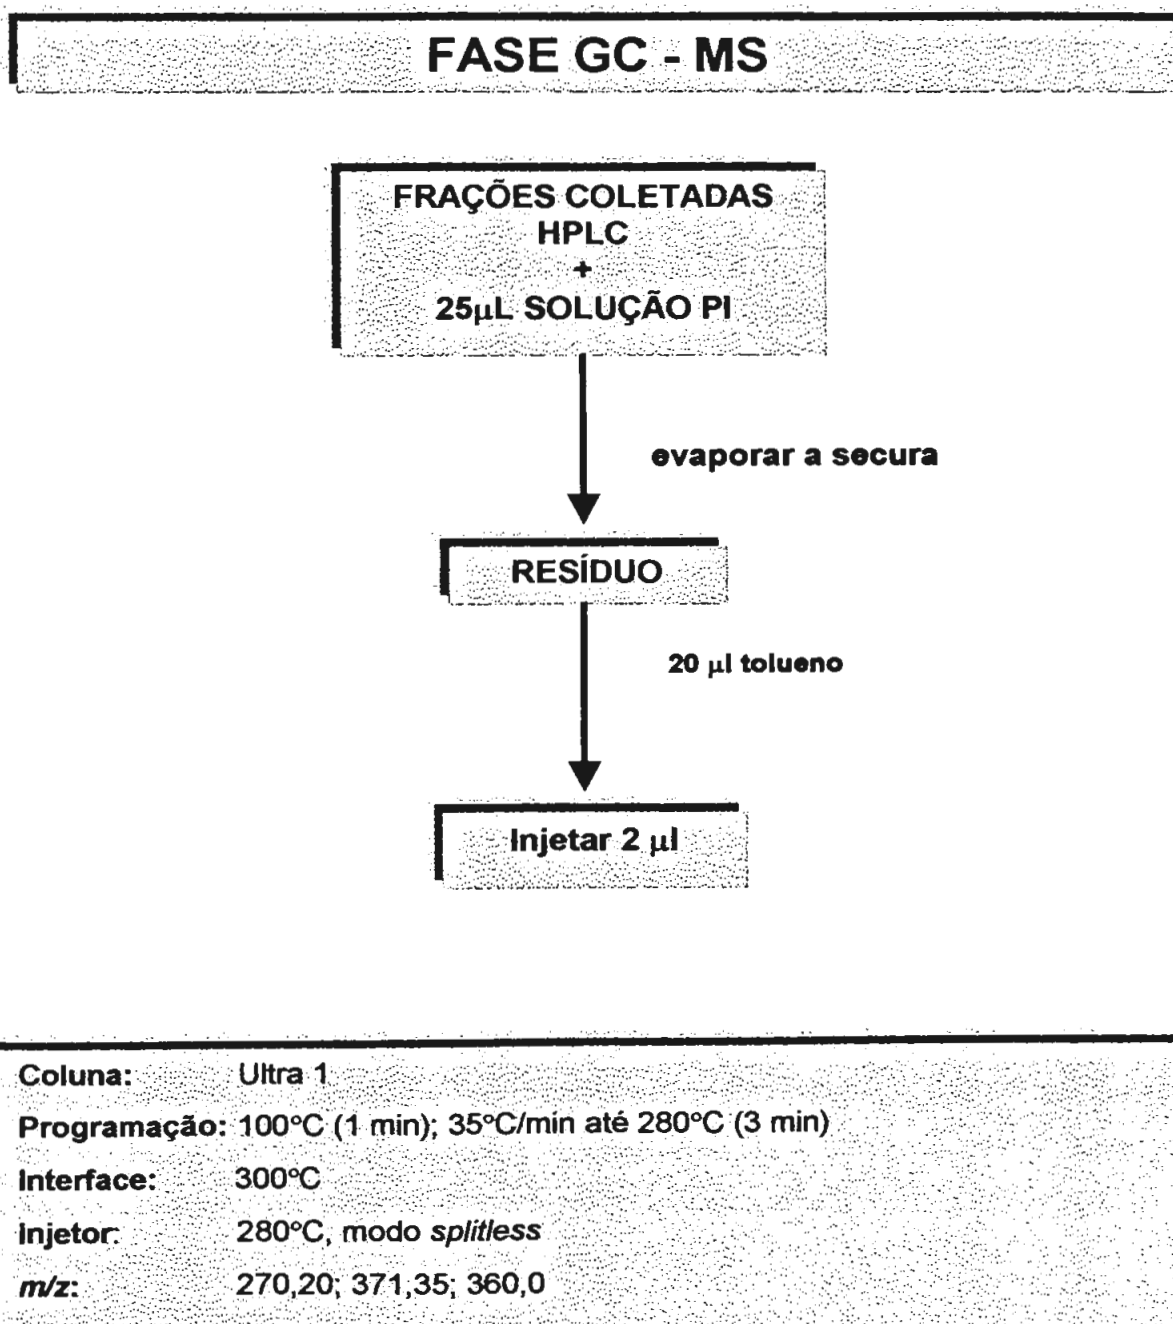 FASE GC - MS
FRAÇÕES COLETADAS
HPLC
+
25µL SOLUÇÃO PI
evaporar a secura
RESÍDUO
20 µl tolueno
Injetar 2 µl
Coluna: Ultra 1
Programação: 100°C (1 min); 35°C/min até 280°C (3 min)
Interface: 300°C
Injetor: 280°C, modo splitless
m/z: 270,20; 371,35; 360,0